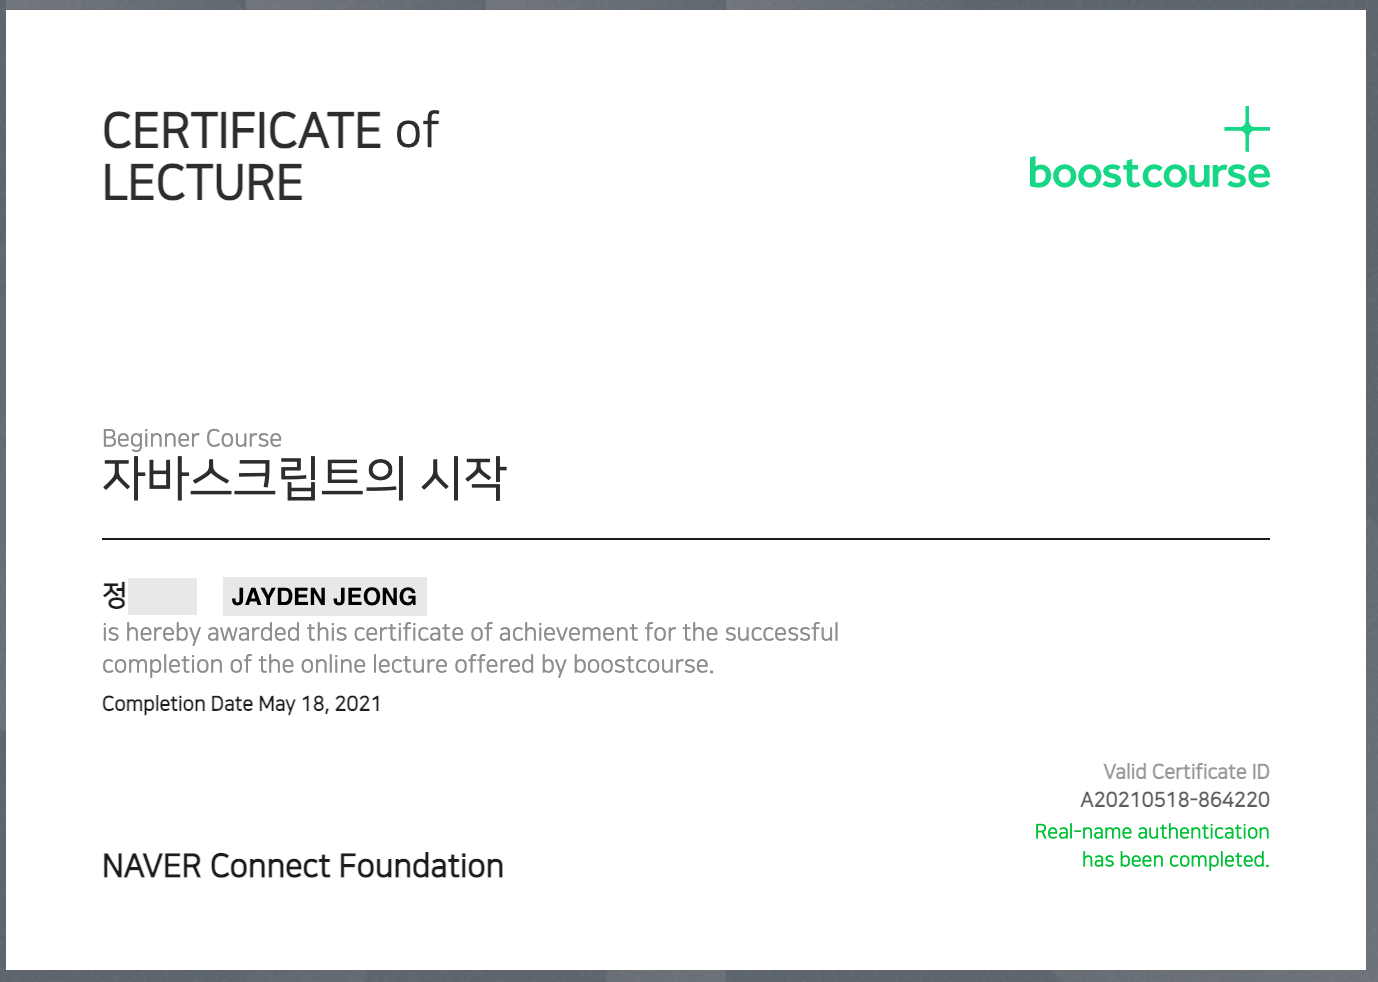 CERTIFICATE of
LECTURE
boostcourse
Beginner Course
자바스크립트의 시작
정 JAYDEN JEONG
is hereby awarded this certificate of achievement for the successful
completion of the online lecture offered by boostcourse.
Completion Date May 18, 2021
Valid Certificate ID
A20210518-864220
Real-name authentication
has been completed.
NAVER Connect Foundation